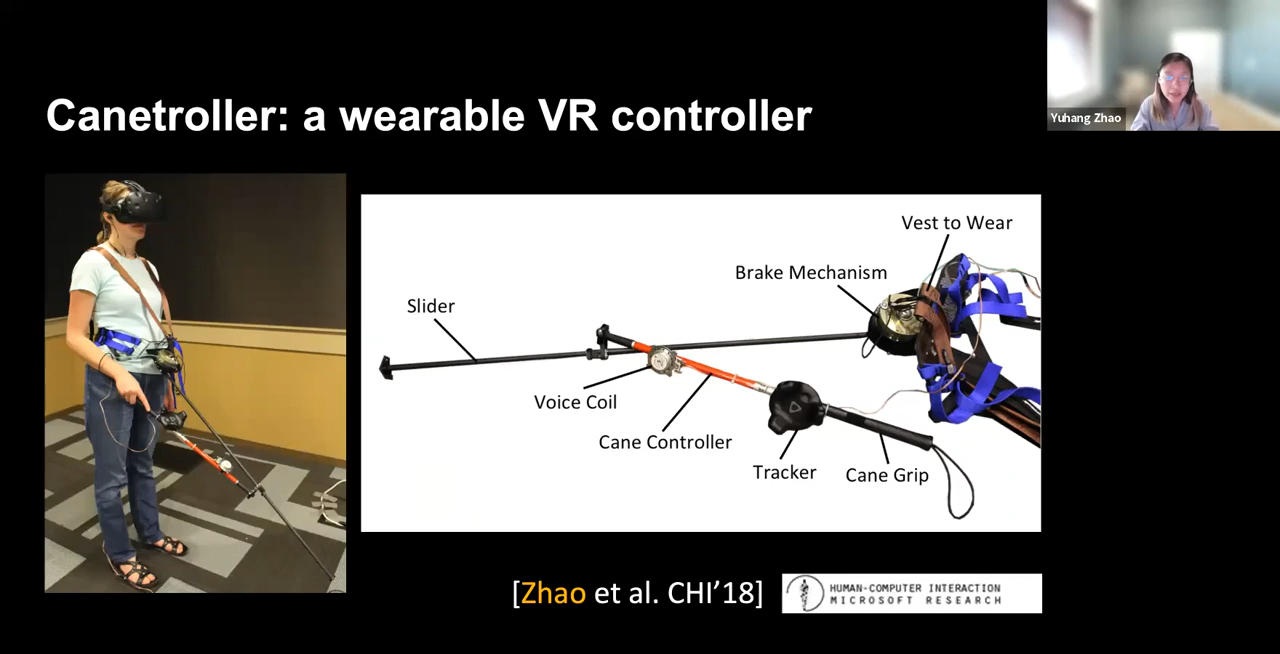 Yuhang Zhao
Canetroller: a wearable VR controller
Vest to Wear
Brake Mechanism
Slider
Voice Coil
Cane Controller
Tracker
Cane Grip
[Zhao et al. CHI’18]
HUMAN-COMPUTER INTERACTION
MICROSOFT RESEARCH